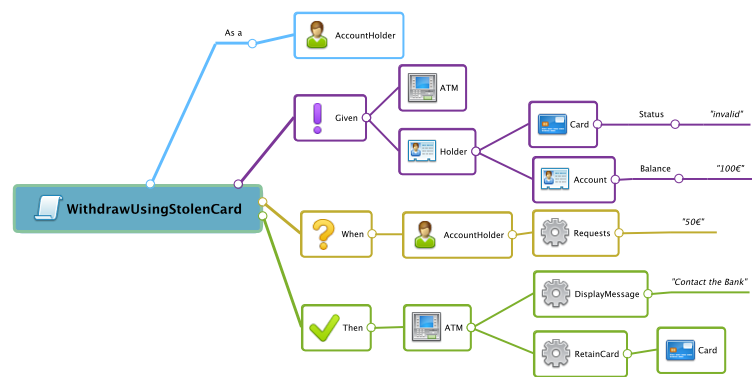 As a
AccountHolder
Given
ATM
Holder
Card
Status
"invalid"
Account
Balance
"100€"
WithdrawUsingStolenCard
When
AccountHolder
Requests
"50€"
Then
ATM
DisplayMessage
"Contact the Bank"
RetainCard
Card